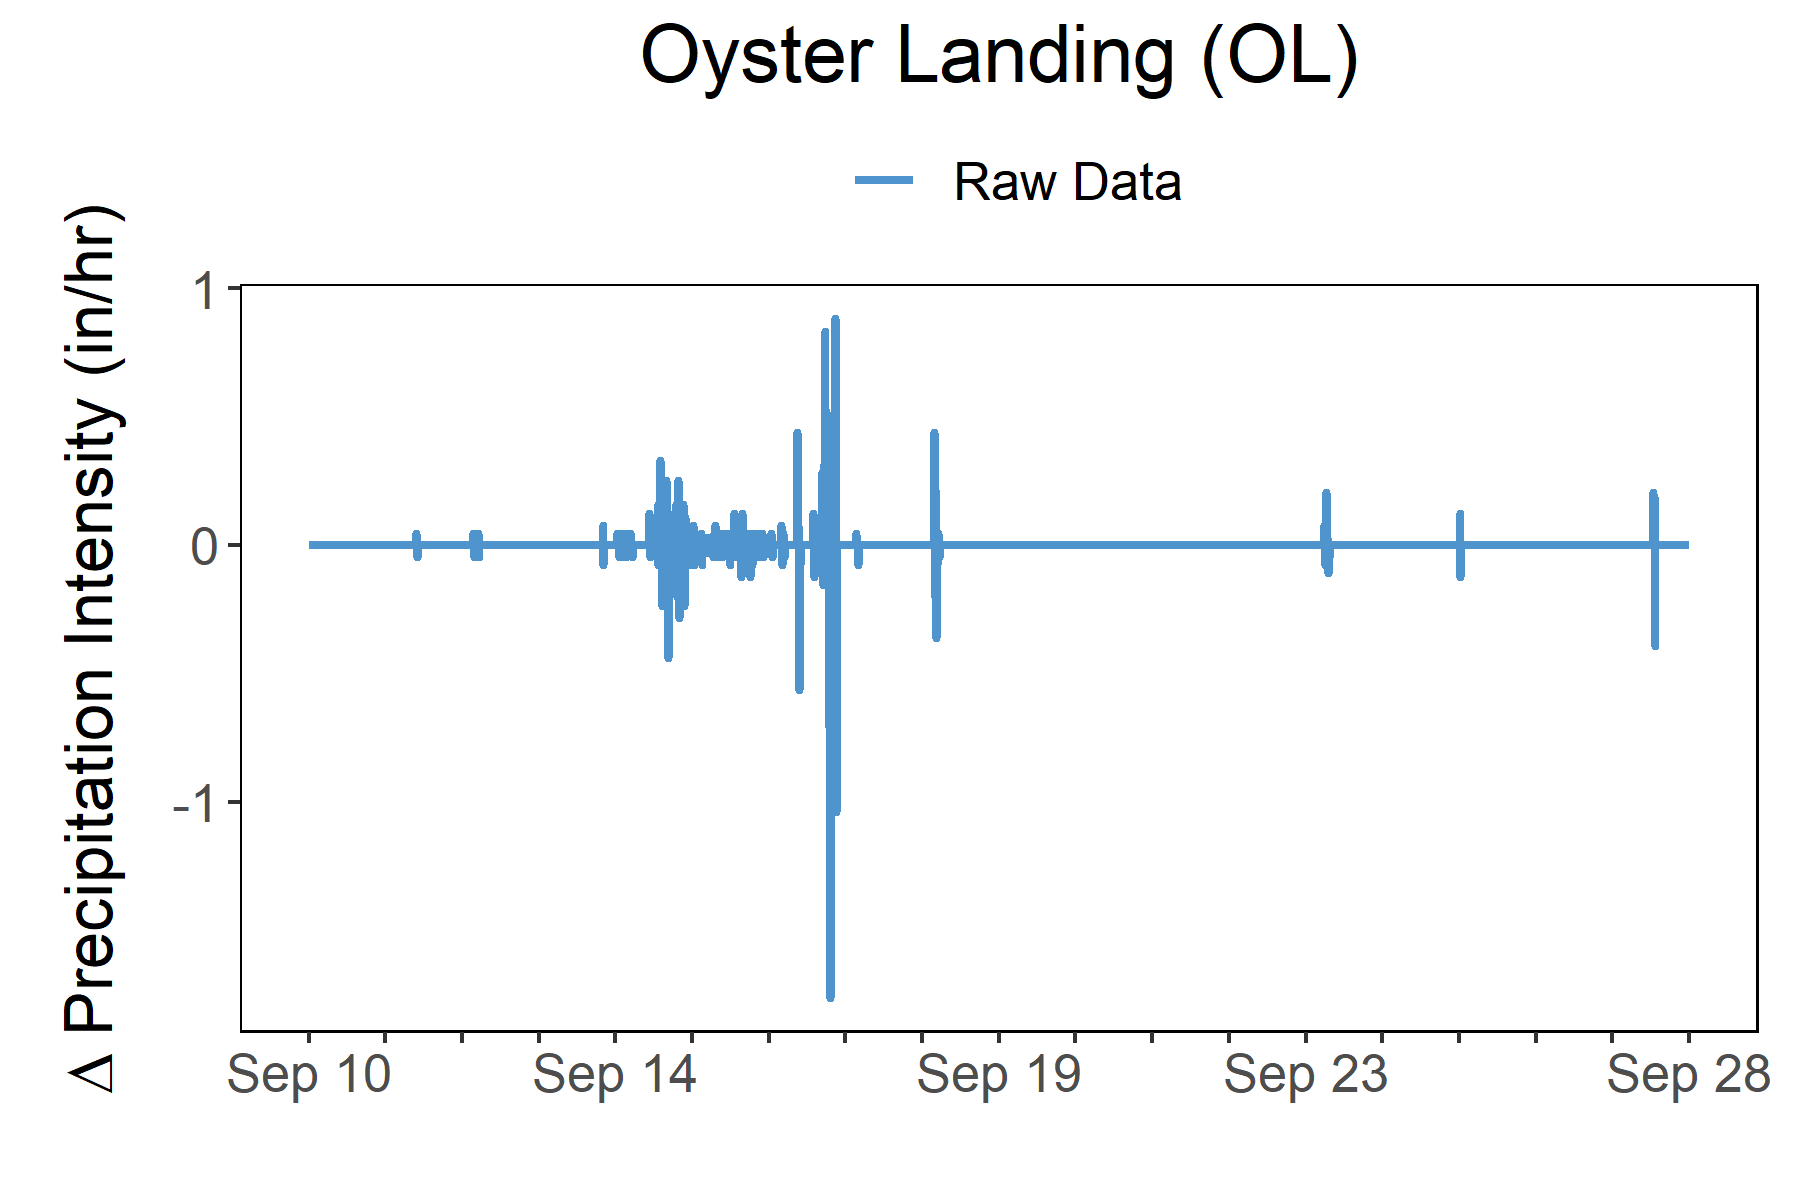 Oyster Landing (OL)
Raw Data
Δ Precipitation Intensity (in/hr)
1
0
-1
Sep 10 Sep 14 Sep 19 Sep 23 Sep 28